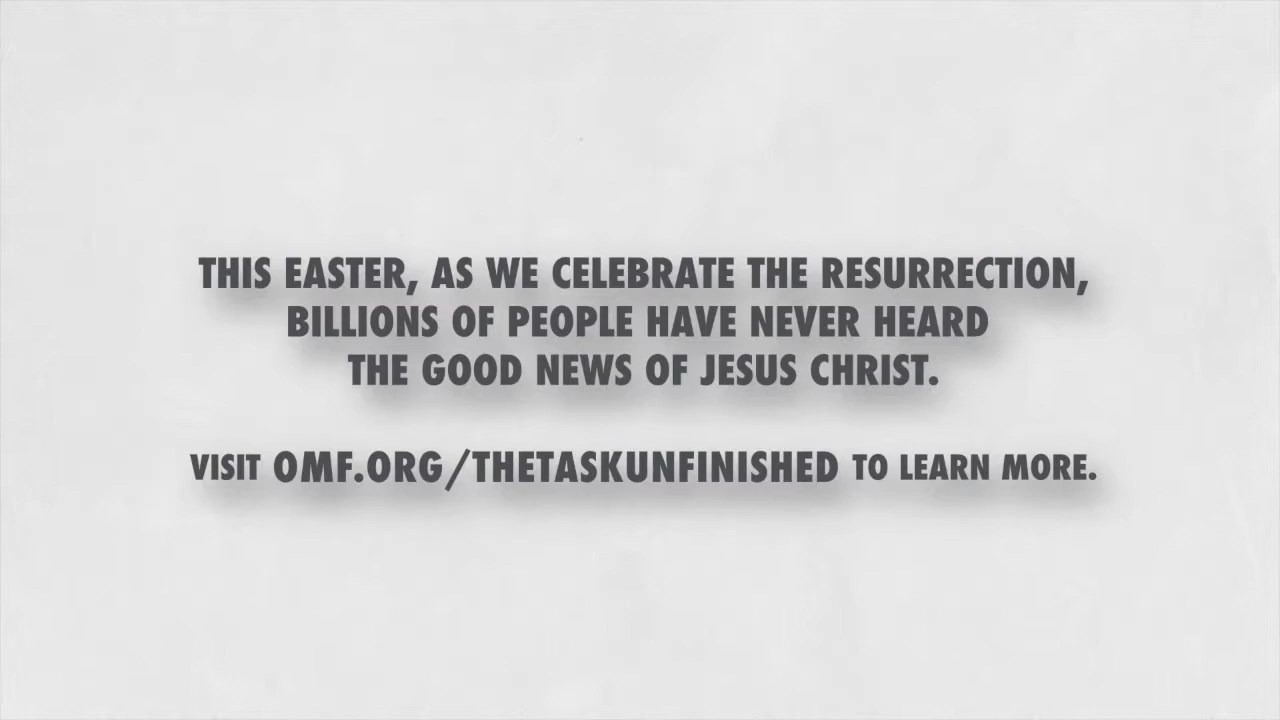 THIS EASTER, AS WE CELEBRATE THE RESURRECTION,
BILLIONS OF PEOPLE HAVE NEVER HEARD
THE GOOD NEWS OF JESUS CHRIST.
VISIT OMF.ORG/THETASKUNFINISHED TO LEARN MORE.